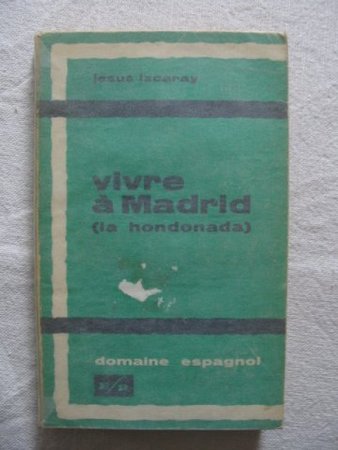 jesus izcaray
vivre
à Madrid
(la hondonada)
domaine espagnol